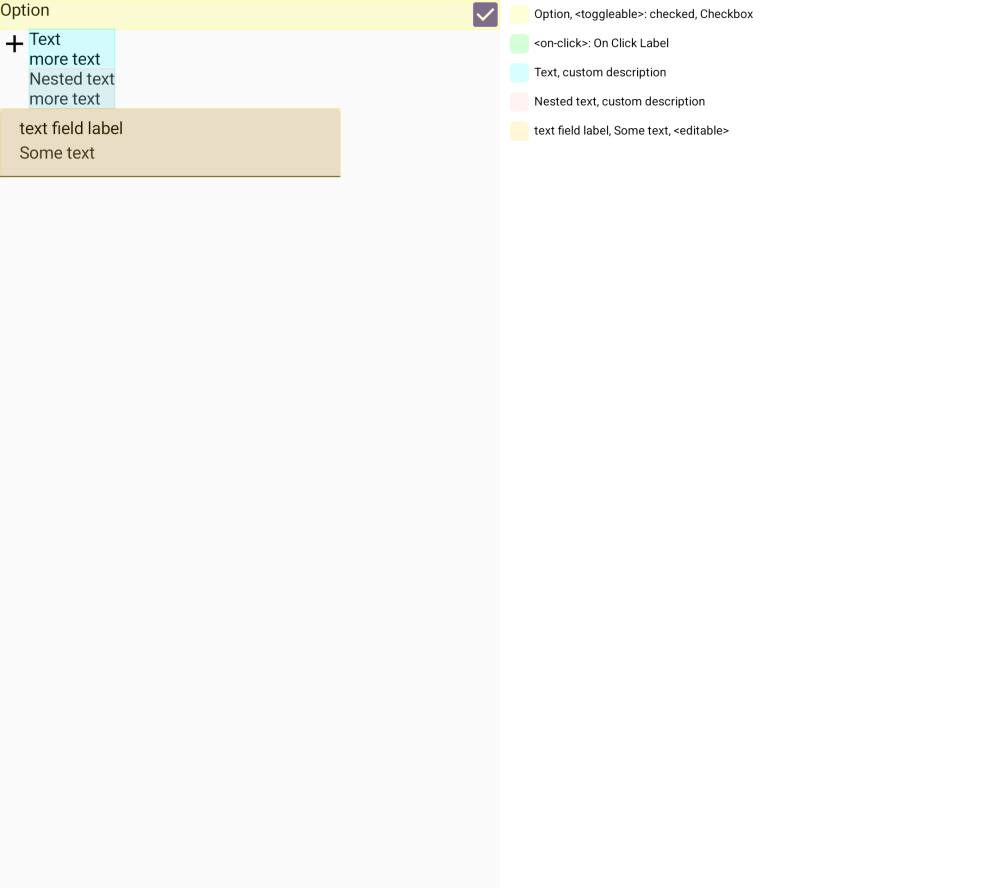 Option
Text
more text
Nested text
more text
text field label
Some text
Option, <toggleable>: checked, Checkbox
<on-click>: On Click Label
Text, custom description
Nested text, custom description
text field label, Some text, <editable>